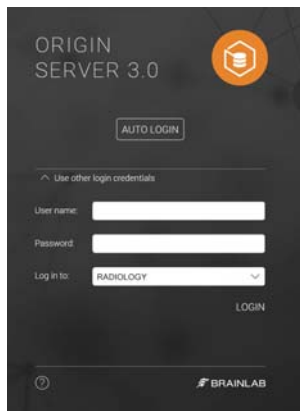 ORIGIN
SERVER 3.0
AUTO LOGIN
Use other login credentials
User name:
Password:
Log in to: RADIOLOGY
LOGIN
? BRAINLAB